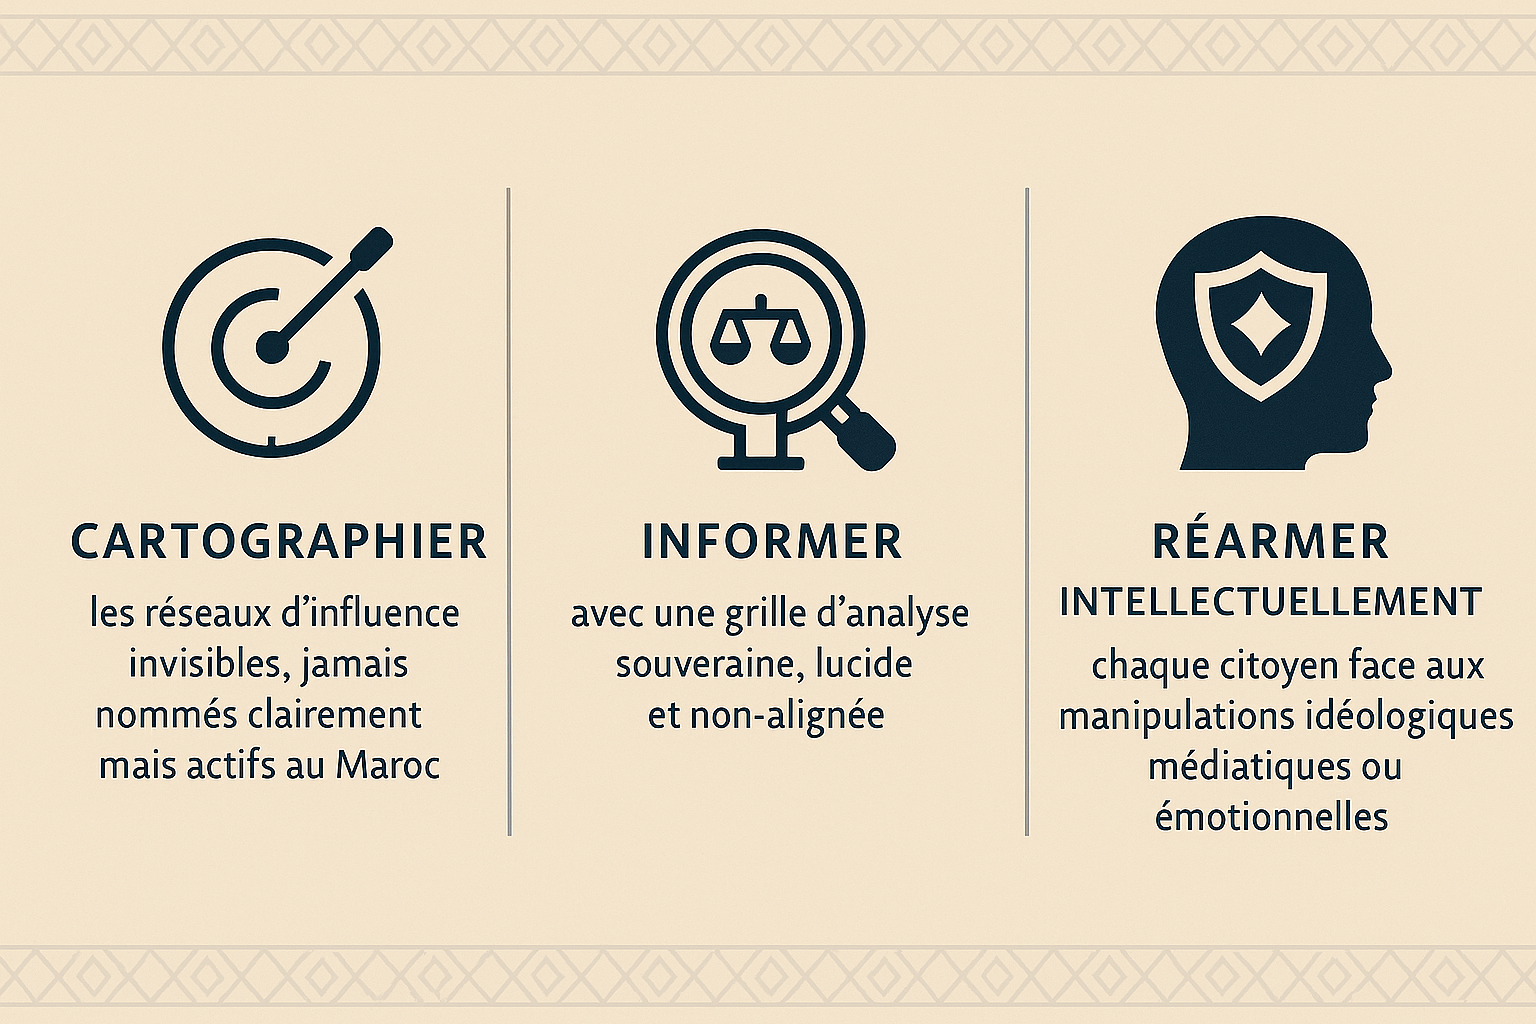 CARTOGRAPHIER
les réseaux d’influence
invisibles, jamais
nommés clairement
mais actifs au Maroc
INFORMER
avec une grille d’analyse
souveraine, lucide
et non-alignée
RÉARMER
INTELLECTUELLEMENT
chaque citoyen face aux
manipulations idéologiques
médiatiques ou
émotionnelles